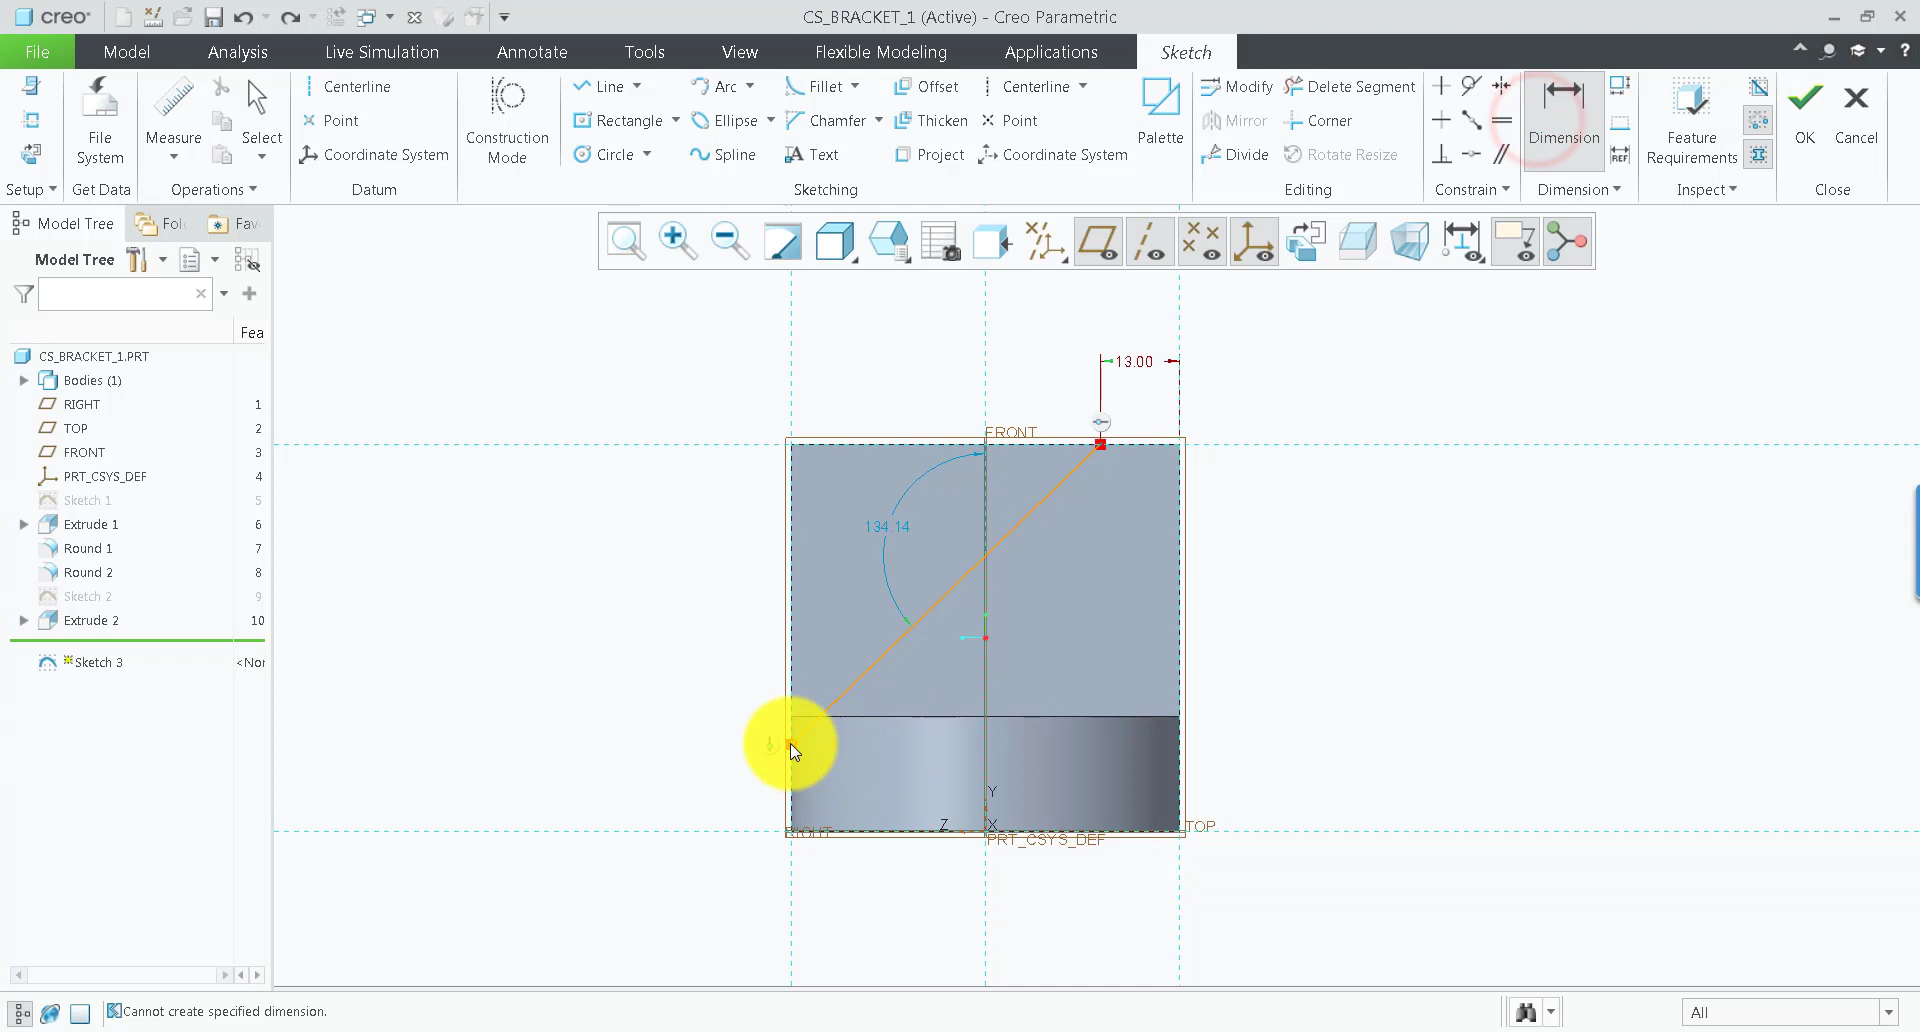 creo
CS_BRACKET_1 (Active) - Creo Parametric
File
Model
Analysis
Live Simulation
Annotate
Tools
View
Flexible Modeling
Applications
Sketch
File System
Measure
Select
Centerline
Point
Coordinate System
Construction Mode
Line
Arc
Fillet
Offset
Centerline
Rectangle
Ellipse
Chamfer
Thicken
Point
Circle
Spline
Text
Project
Coordinate System
Palette
Modify
Delete Segment
Mirror
Corner
Divide
Rotate Resize
Dimension
REF
Feature Requirements
OK
Cancel
Setup
Get Data
Operations
Datum
Sketching
Editing
Constrain
Dimension
Inspect
Close
Model Tree
Fol
Fav
Model Tree
Fea
CS_BRACKET_1.PRT
Bodies (1)
RIGHT 1
TOP 2
FRONT 3
PRT_CSYS_DEF 4
Sketch 1 5
Extrude 1 6
Round 1 7
Round 2 8
Sketch 2 9
Extrude 2 10
Sketch 3 <Nor
13.00
FRONT
134.14
Y
Z
X
RIGHT
TOP
PRT_CSYS_DEF
Cannot create specified dimension.
All